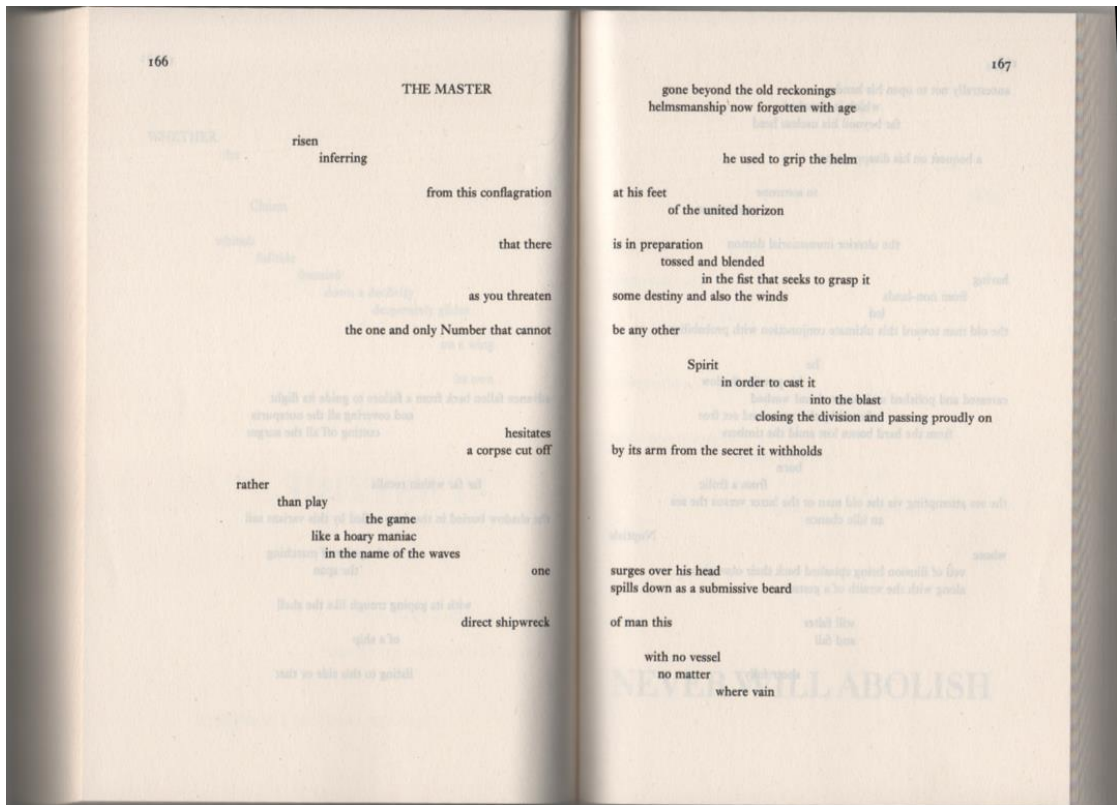 166
167
THE MASTER
gone beyond the old reckonings
helmsmanship now forgotten with age
risen
inferring
he used to grip the helm
from this conflagration at his feet
of the united horizon
that there is in preparation
tossed and blended
in the fist that seeks to grasp it
as you threaten some destiny and also the winds
the one and only Number that cannot be any other
Spirit
in order to cast it
into the blast
closing the division and passing proudly on
hesitates
a corpse cut off by its arm from the secret it withholds
rather
than play
the game
like a hoary maniac
in the name of the waves
one surges over his head
spills down as a submissive beard
direct shipwreck of man this
with no vessel
no matter
where vain
NEVER WILL ABOLISH